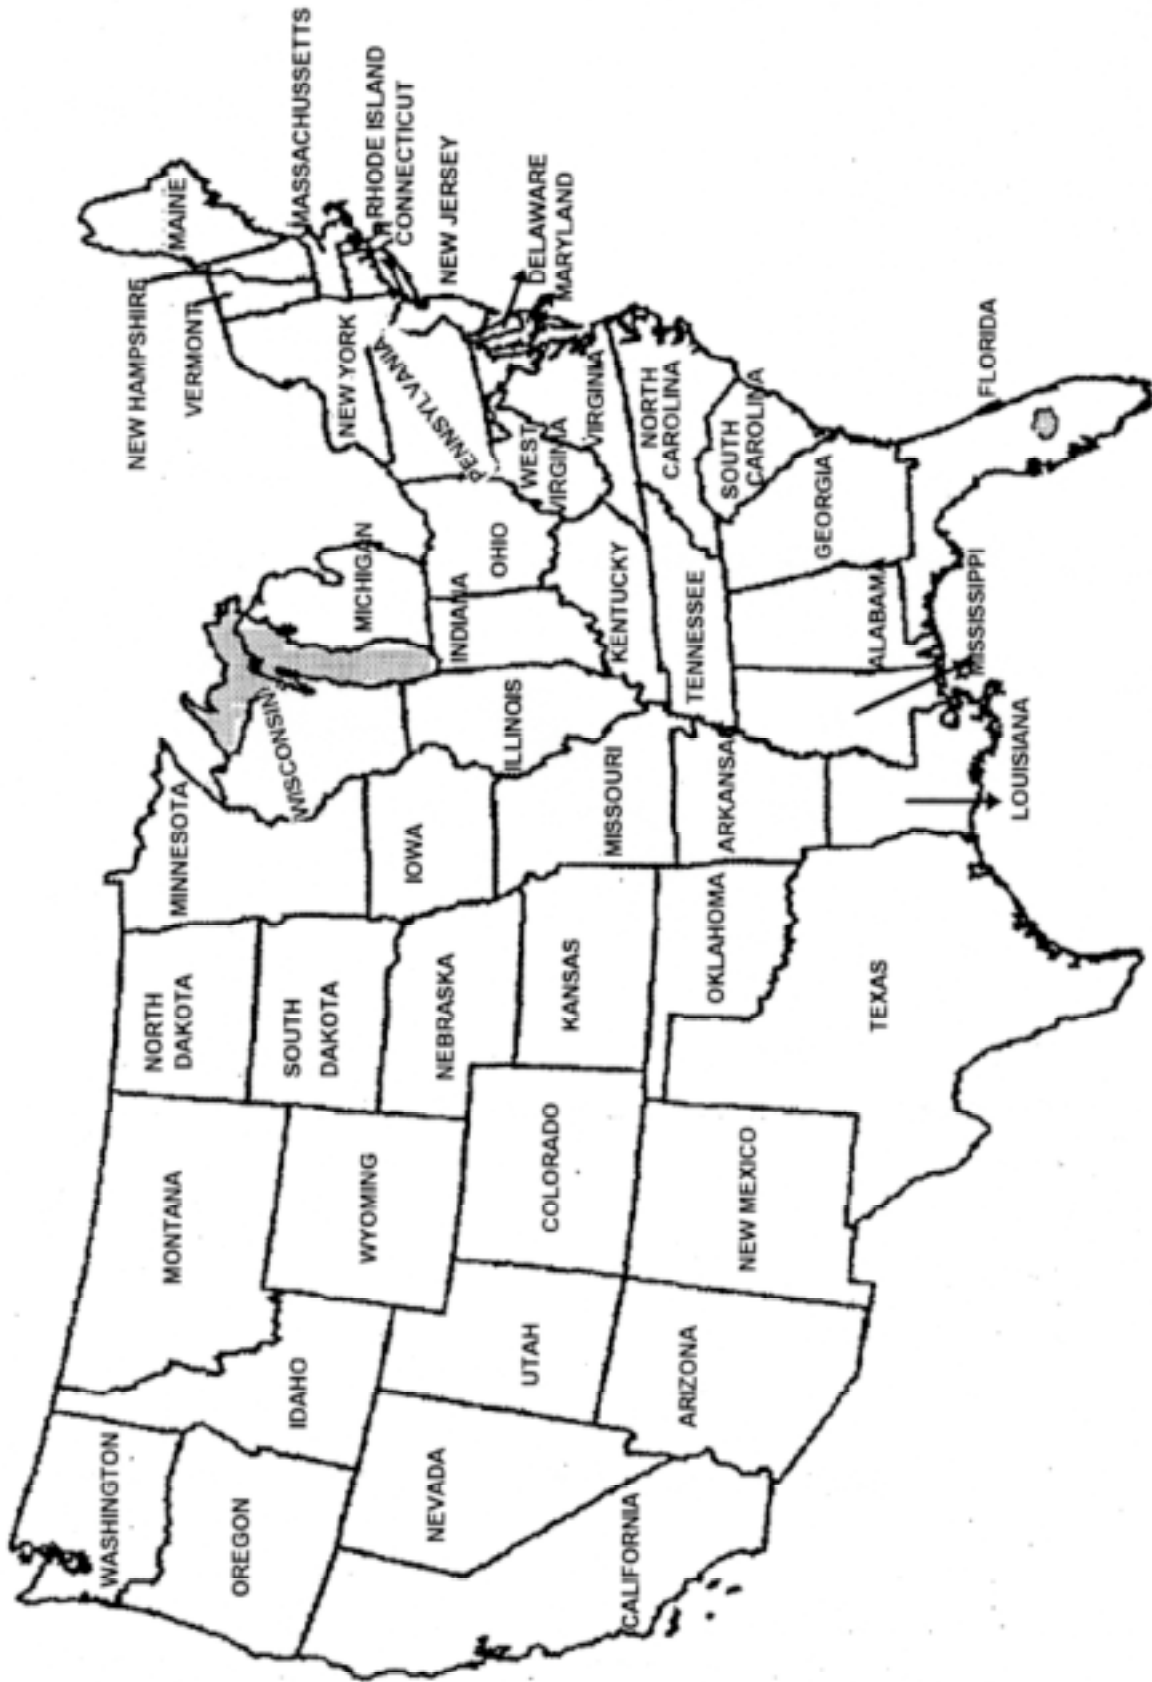 WASHINGTON
OREGON
CALIFORNIA
NEVADA
IDAHO
MONTANA
WYOMING
UTAH
ARIZONA
COLORADO
NEW MEXICO
NORTH
DAKOTA
SOUTH
DAKOTA
NEBRASKA
KANSAS
OKLAHOMA
TEXAS
MINNESOTA
IOWA
MISSOURI
ARKANSAS
LOUISIANA
WISCONSIN
ILLINOIS
MICHIGAN
INDIANA
OHIO
KENTUCKY
TENNESSEE
MISSISSIPPI
ALABAMA
GEORGIA
FLORIDA
SOUTH
CAROLINA
NORTH
CAROLINA
VIRGINIA
WEST
VIRGINIA
PENNSYLVANIA
NEW YORK
VERMONT
NEW HAMPSHIRE
MAINE
MASSACHUSSETTS
RHODE ISLAND
CONNECTICUT
NEW JERSEY
DELAWARE
MARYLAND